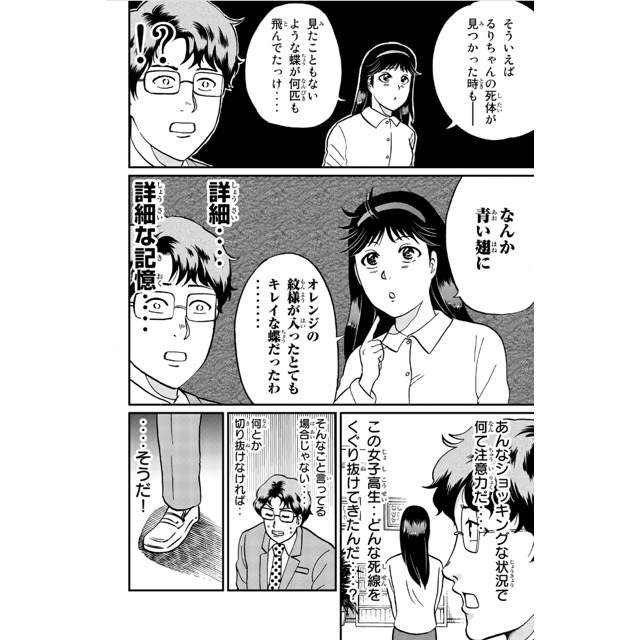 そういえば
るりちゃんの死体が
見つかった時も――
見たこともない
ような蝶が何匹も
飛んでたっけ‥‥
!?
なんか
青い翅に
オレンジの
紋様が入ったとても
キレイな蝶だったわ
詳細‥‥
詳細な記憶‥‥‥
あんなショッキングな状況で
何て注意力だ‥‥
この女子高生‥どんな死線を
くぐり抜けてきたんだ‥‥‥?
そんなこと言ってる
場合じゃない‥‥
何とか
切り抜けなければ‥
‥‥そうだ!